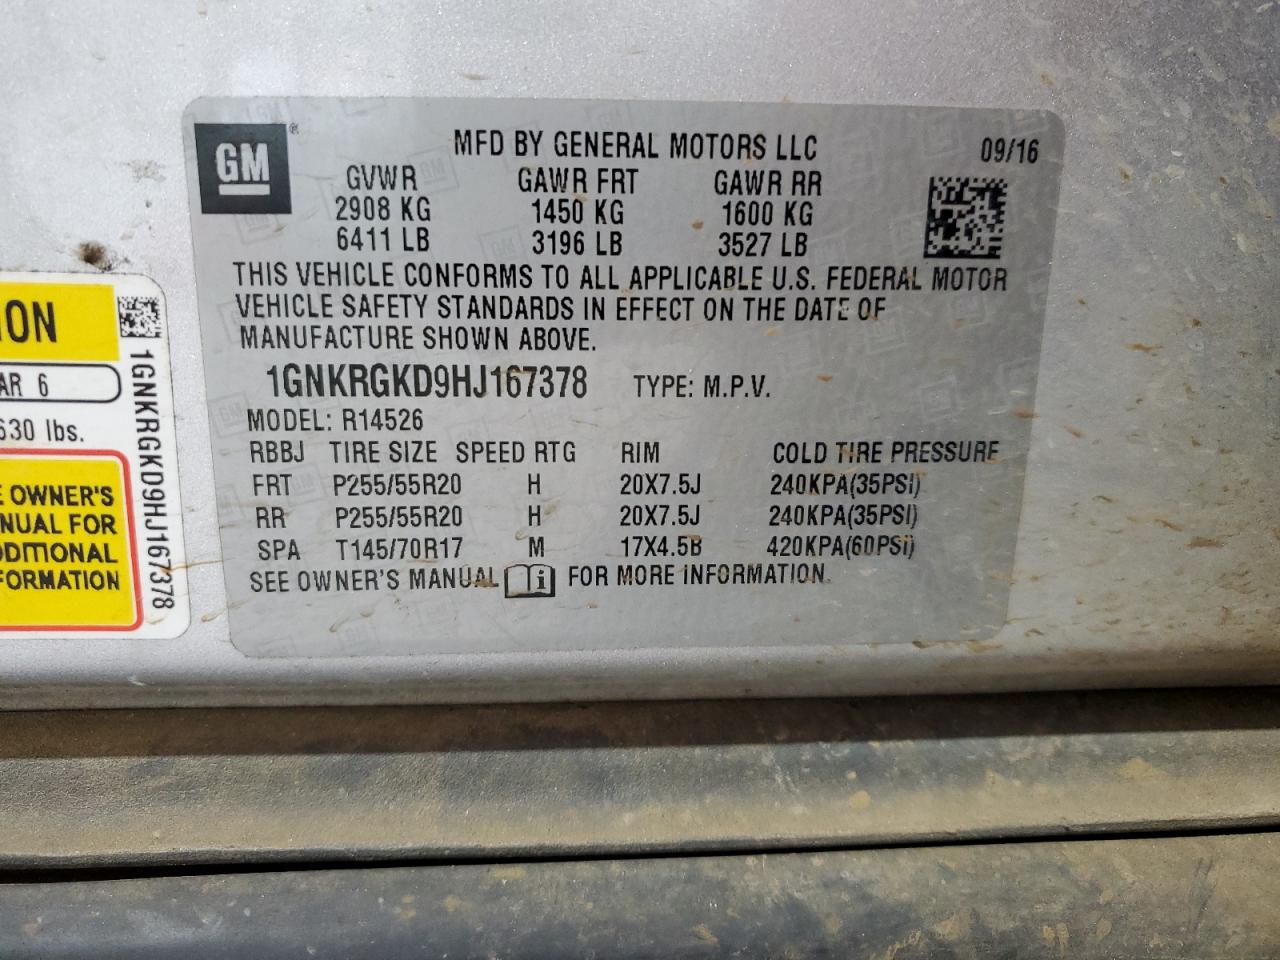 GM®
MFD BY GENERAL MOTORS LLC 09/16
GVWR GAWR FRT GAWR RR
2908 KG 1450 KG 1600 KG
6411 LB 3196 LB 3527 LB
THIS VEHICLE CONFORMS TO ALL APPLICABLE U.S. FEDERAL MOTOR
VEHICLE SAFETY STANDARDS IN EFFECT ON THE DATE OF
MANUFACTURE SHOWN ABOVE.
1GNKRGKD9HJ167378 TYPE: M.P.V.
MODEL: R14526
RBBJ TIRE SIZE SPEED RTG RIM COLD TIRE PRESSURE
FRT P255/55R20 H 20X7.5J 240KPA(35PSI)
RR P255/55R20 H 20X7.5J 240KPA(35PSI)
SPA T145/70R17 M 17X4.5B 420KPA(60PSI)
SEE OWNER'S MANUAL i FOR MORE INFORMATION.
ION
AR 6
630 lbs.
E OWNER'S
NUAL FOR
DDITIONAL
FORMATION
1GNKRGKD9HJ167378